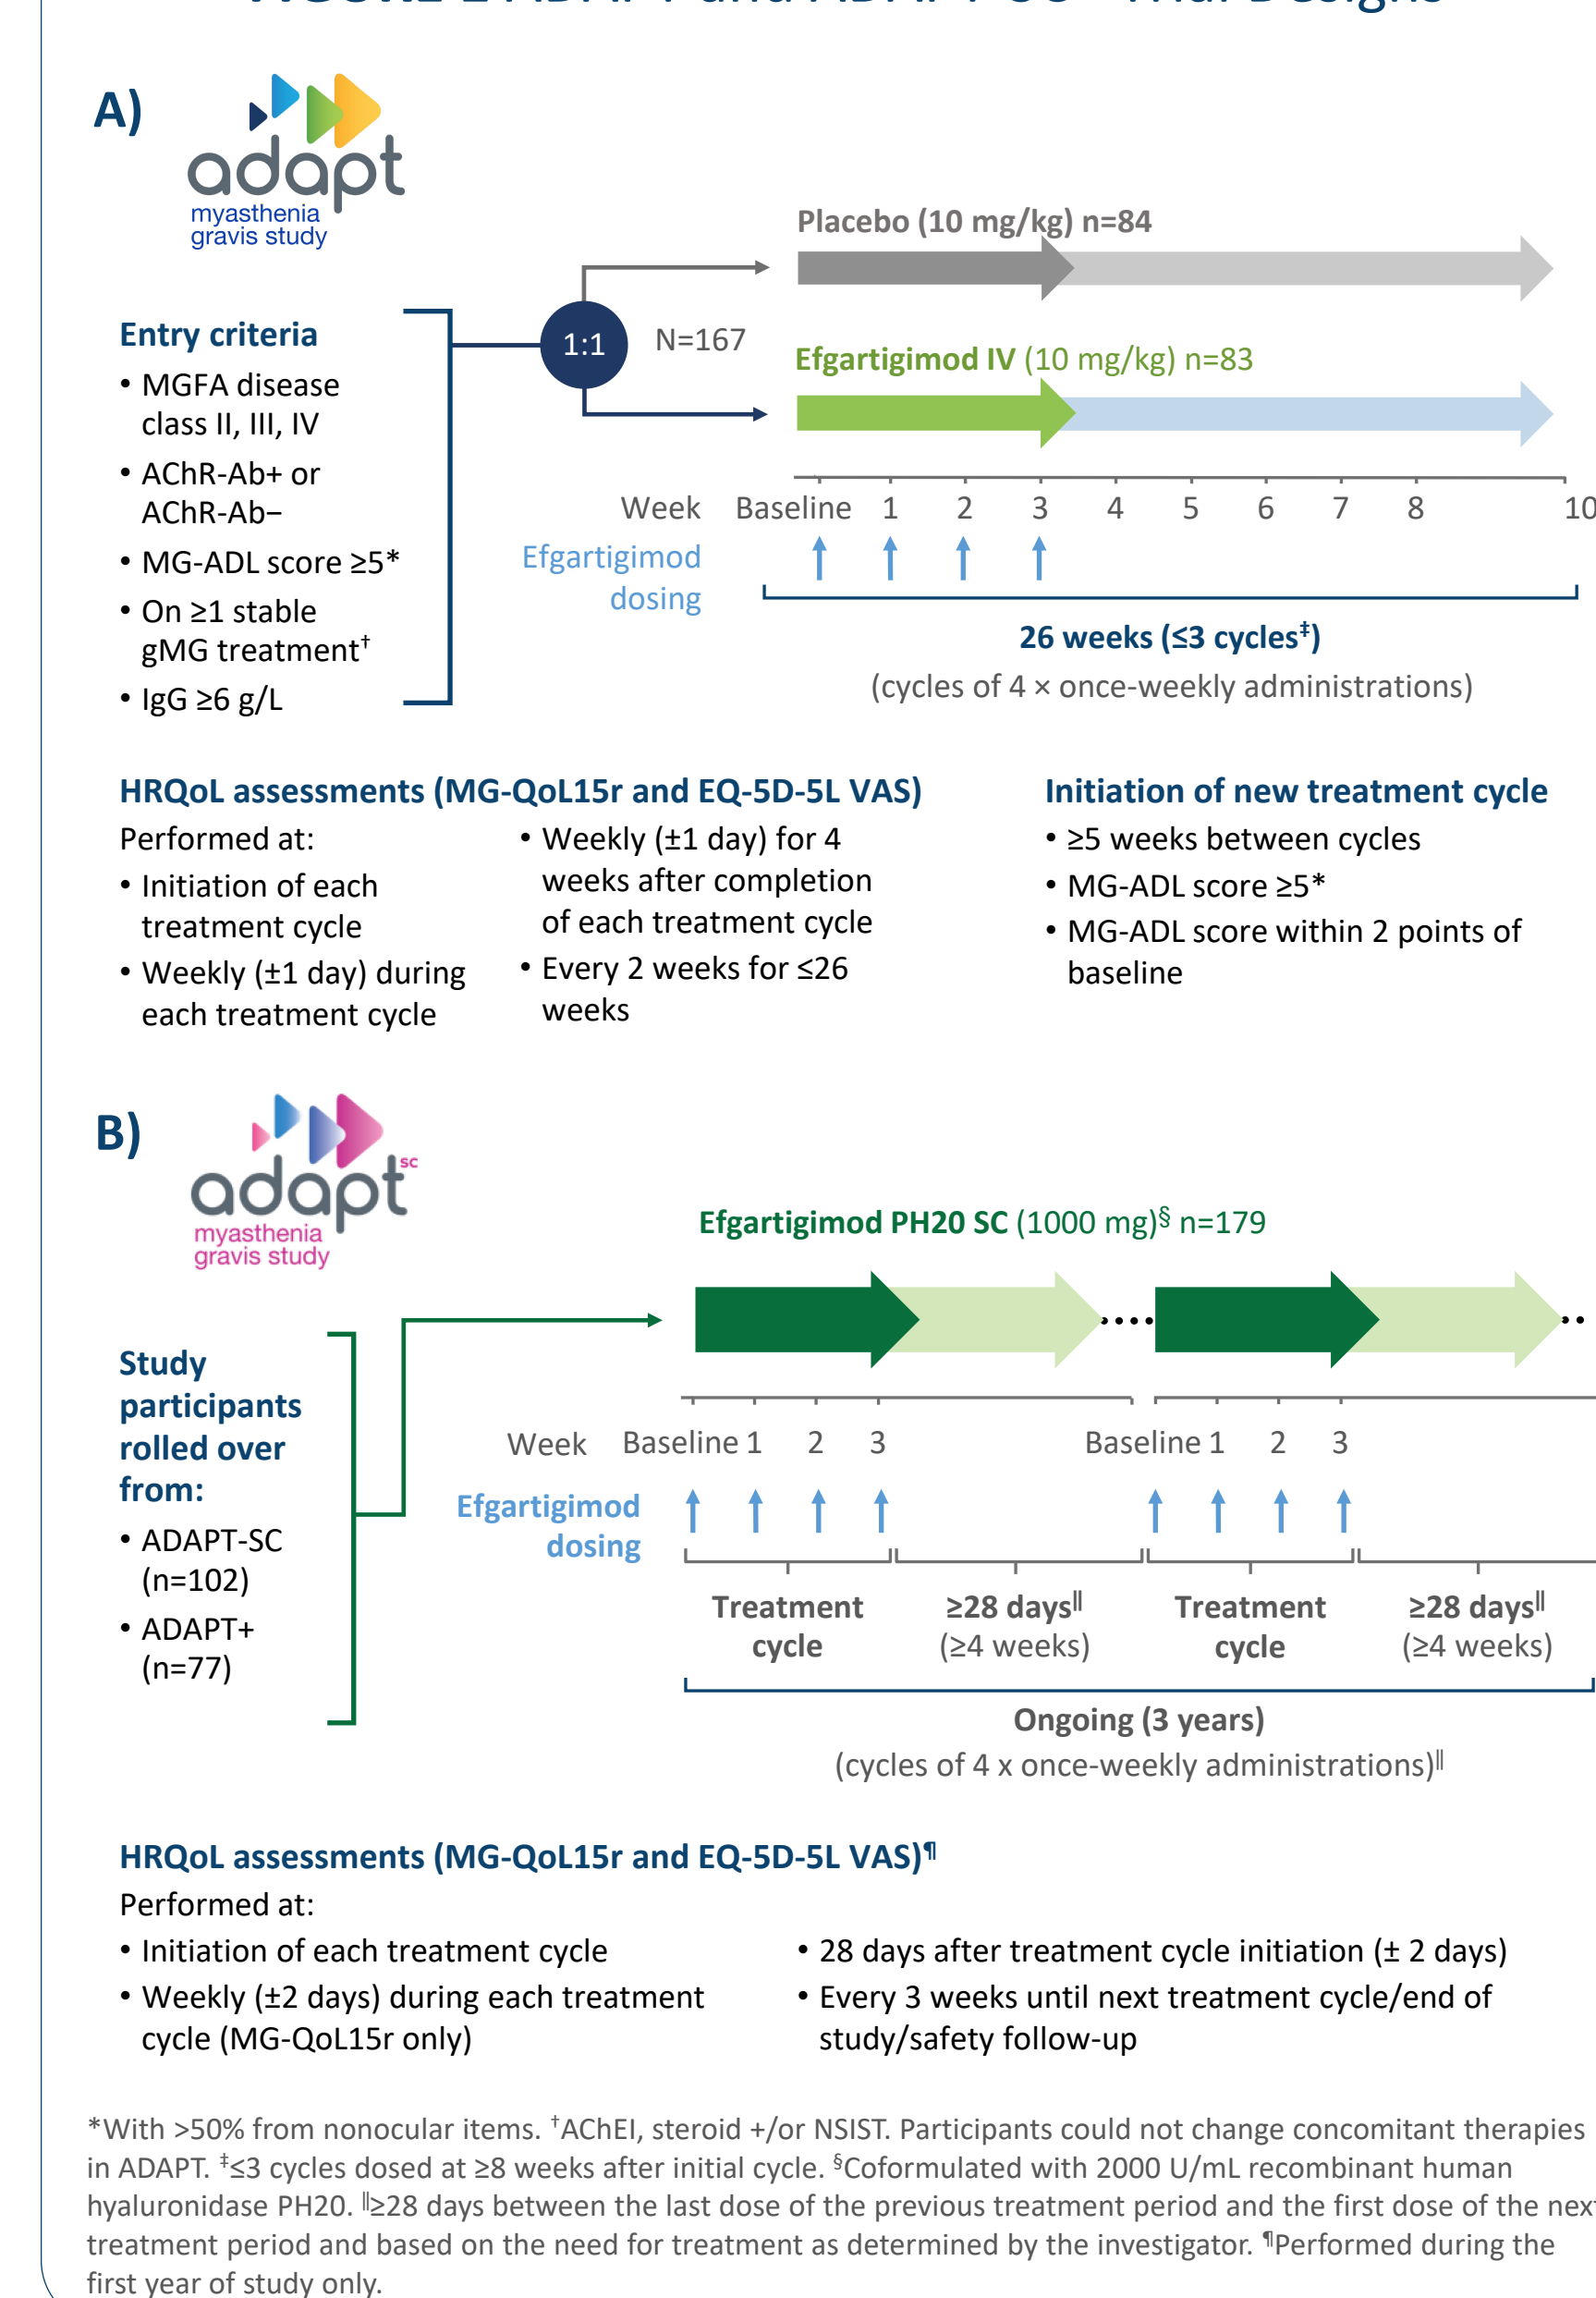 A)
adapt
myasthenia
gravis study
Placebo (10 mg/kg) n=84
1:1
N=167
Efgartigimod IV (10 mg/kg) n=83
Entry criteria
• MGFA disease
class II, III, IV
• AChR-Ab+ or
AChR-Ab−
• MG-ADL score ≥5*
• On ≥1 stable
gMG treatment†
• IgG ≥6 g/L
Week Baseline 1 2 3 4 5 6 7 8 10
Efgartigimod
dosing
26 weeks (≤3 cycles‡)
(cycles of 4 × once-weekly administrations)
HRQoL assessments (MG-QoL15r and EQ-5D-5L VAS)
Performed at:
• Initiation of each
treatment cycle
• Weekly (±1 day) during
each treatment cycle
• Weekly (±1 day) for 4
weeks after completion
of each treatment cycle
• Every 2 weeks for ≤26
weeks
Initiation of new treatment cycle
• ≥5 weeks between cycles
• MG-ADL score ≥5*
• MG-ADL score within 2 points of
baseline
B)
adapt SC
myasthenia
gravis study
Efgartigimod PH20 SC (1000 mg)§ n=179
Study
participants
rolled over
from:
• ADAPT-SC
(n=102)
• ADAPT+
(n=77)
Week Baseline 1 2 3 Baseline 1 2 3
Efgartigimod
dosing
Treatment
cycle
≥28 days‖
(≥4 weeks)
Treatment
cycle
≥28 days‖
(≥4 weeks)
Ongoing (3 years)
(cycles of 4 x once-weekly administrations)‖
HRQoL assessments (MG-QoL15r and EQ-5D-5L VAS)¶
Performed at:
• Initiation of each treatment cycle
• Weekly (±2 days) during each treatment
cycle (MG-QoL15r only)
• 28 days after treatment cycle initiation (± 2 days)
• Every 3 weeks until next treatment cycle/end of
study/safety follow-up
*With >50% from nonocular items. †AChEI, steroid +/or NSIST. Participants could not change concomitant therapies
in ADAPT. ‡≤3 cycles dosed at ≥8 weeks after initial cycle. §Coformulated with 2000 U/mL recombinant human
hyaluronidase PH20. ‖≥28 days between the last dose of the previous treatment period and the first dose of the next
treatment period and based on the need for treatment as determined by the investigator. ¶Performed during the
first year of study only.